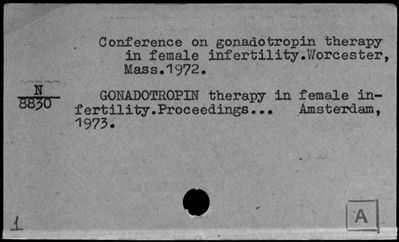 Conference on gonadotropin therapy
in female infertility.Worcester,
Mass.1972.
N
8830
GONADOTROPIN therapy in female in-
fertility.Proceedings... Amsterdam,
1973.
1
A